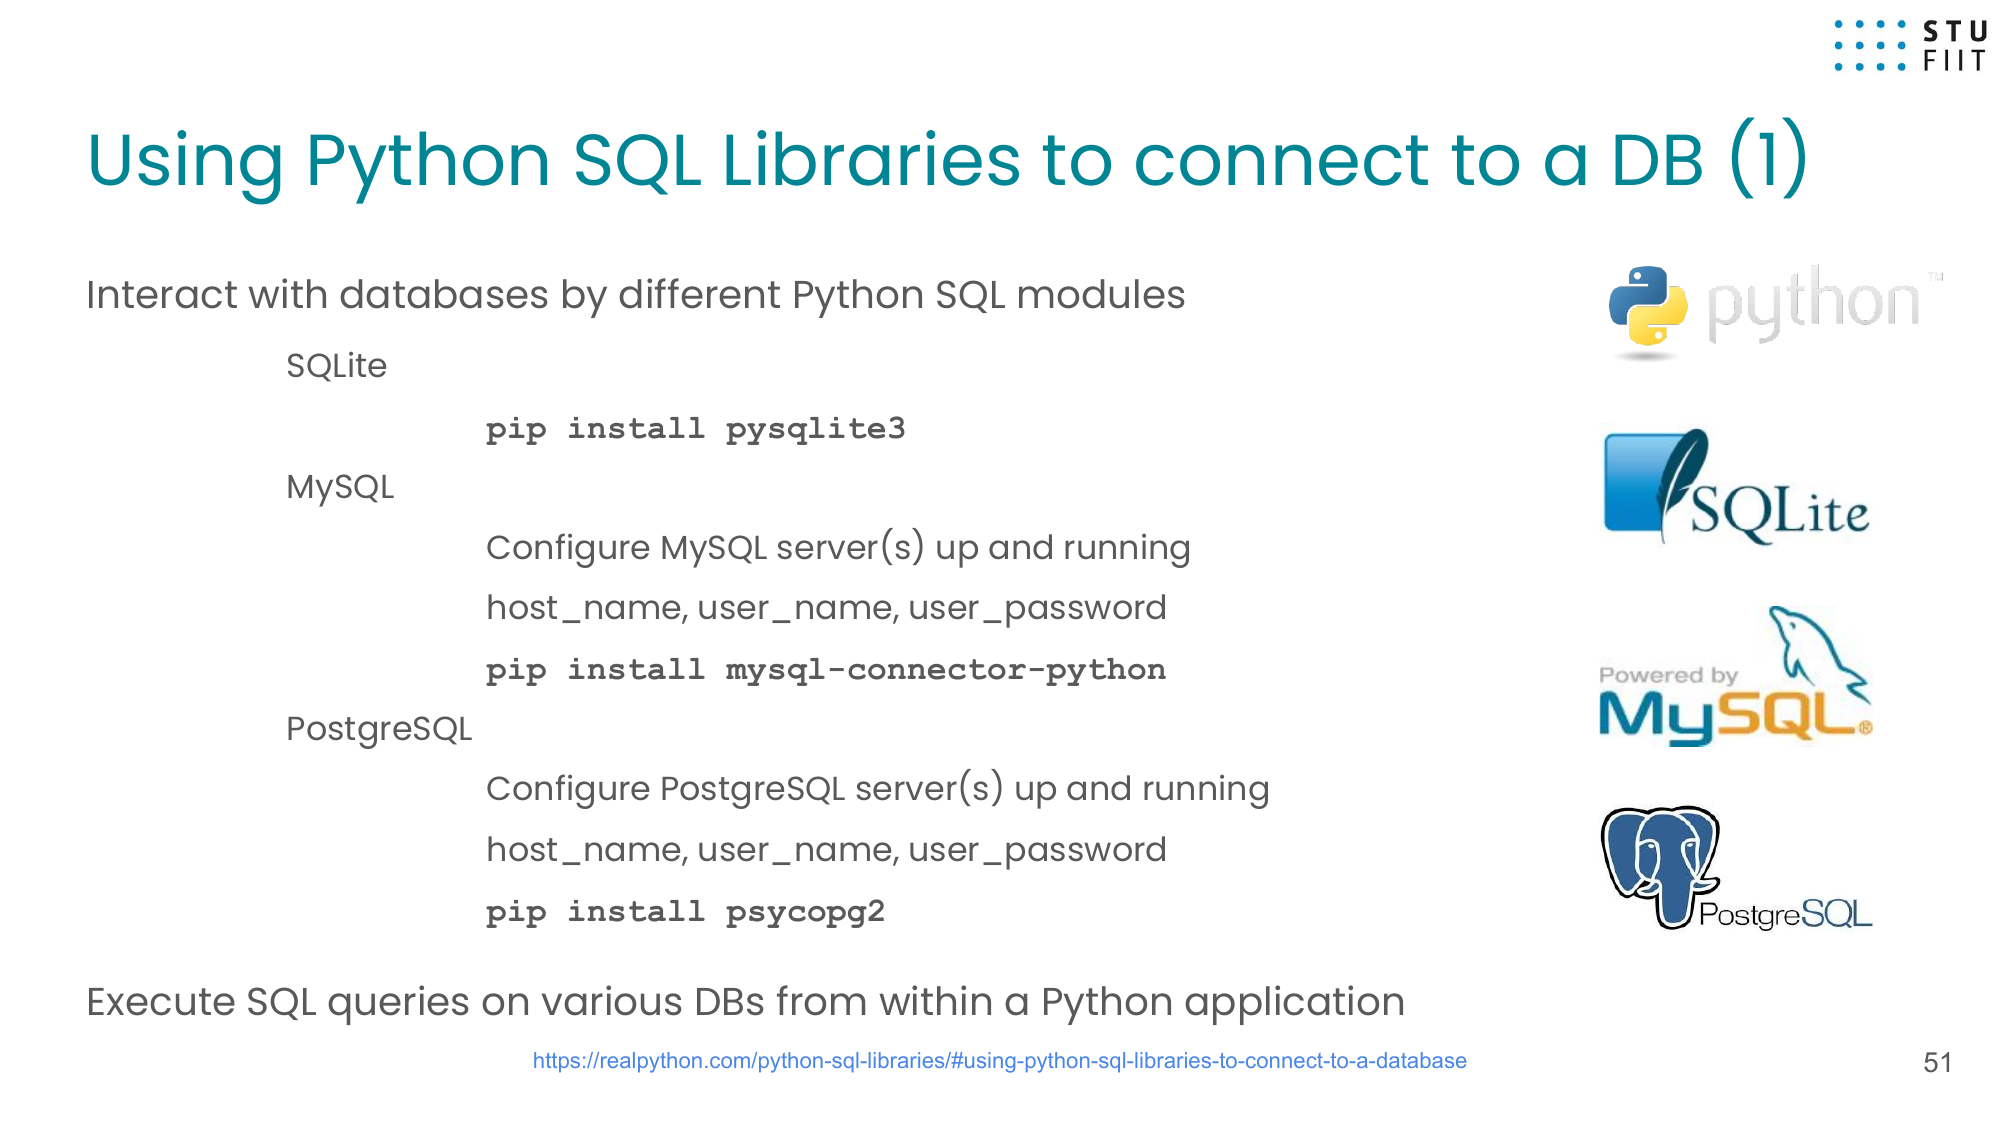 STU
FIIT
Using Python SQL Libraries to connect to a DB (1)
Interact with databases by different Python SQL modules
python™
SQLite
pip install pysqlite3
SQLite
MySQL
Configure MySQL server(s) up and running
host_name, user_name, user_password
pip install mysql-connector-python
Powered by
MySQL®
PostgreSQL
Configure PostgreSQL server(s) up and running
host_name, user_name, user_password
pip install psycopg2
PostgreSQL
Execute SQL queries on various DBs from within a Python application
https://realpython.com/python-sql-libraries/#using-python-sql-libraries-to-connect-to-a-database
51